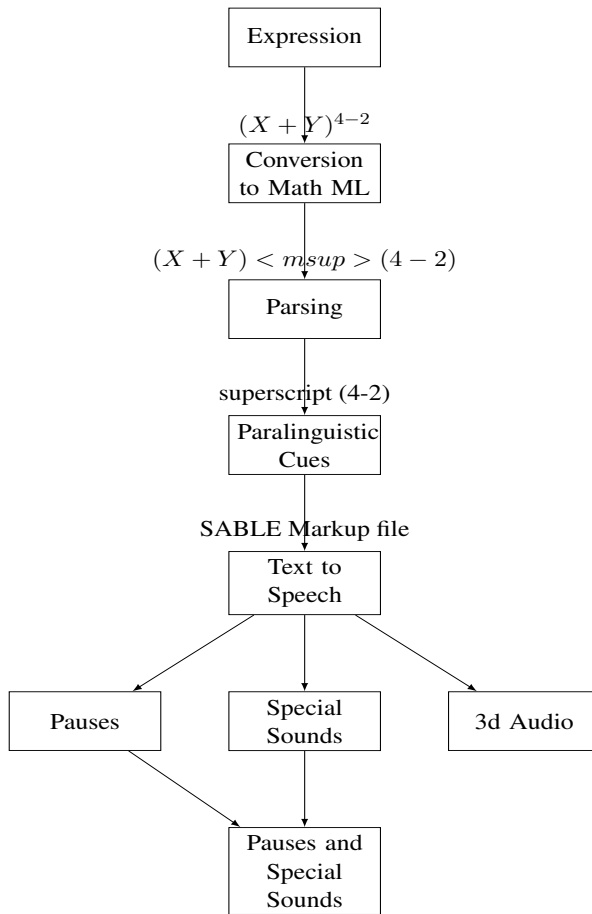 Expression
$(X+Y)^{4-2}$
Conversion
to Math ML
$(X+Y) < msup > (4-2)$
Parsing
superscript (4-2)
Paralinguistic
Cues
SABLE Markup file
Text to
Speech
Pauses
Special
Sounds
3d Audio
Pauses and
Special
Sounds